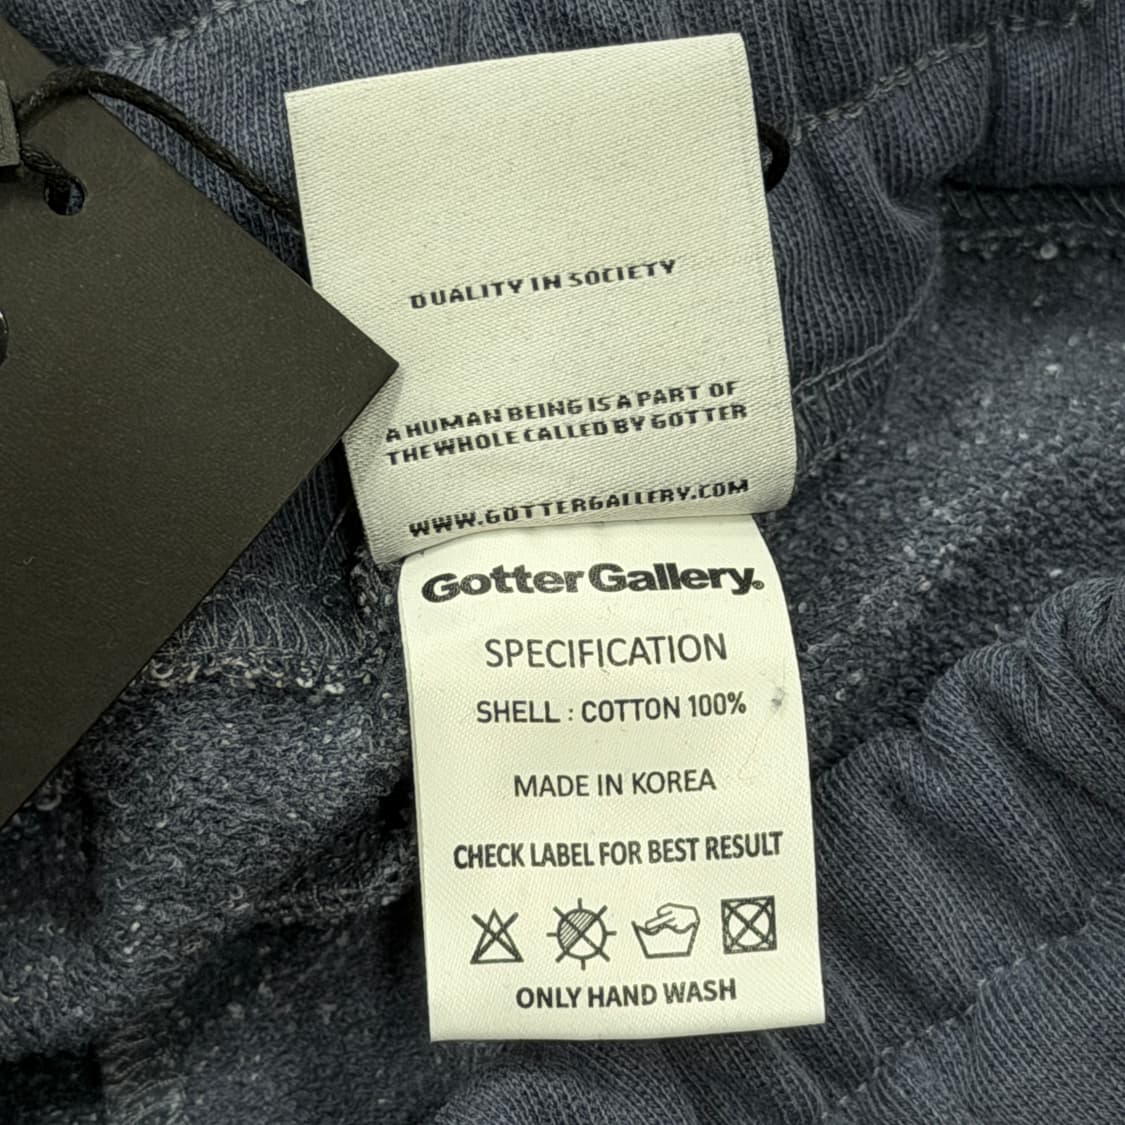 DUALITY IN SOCIETY
A HUMAN BEING IS A PART OF
THE WHOLE CALLED BY GOTTER
WWW.GOTTERGALLERY.COM
GotterGallery.
SPECIFICATION
SHELL : COTTON 100%
MADE IN KOREA
CHECK LABEL FOR BEST RESULT
ONLY HAND WASH